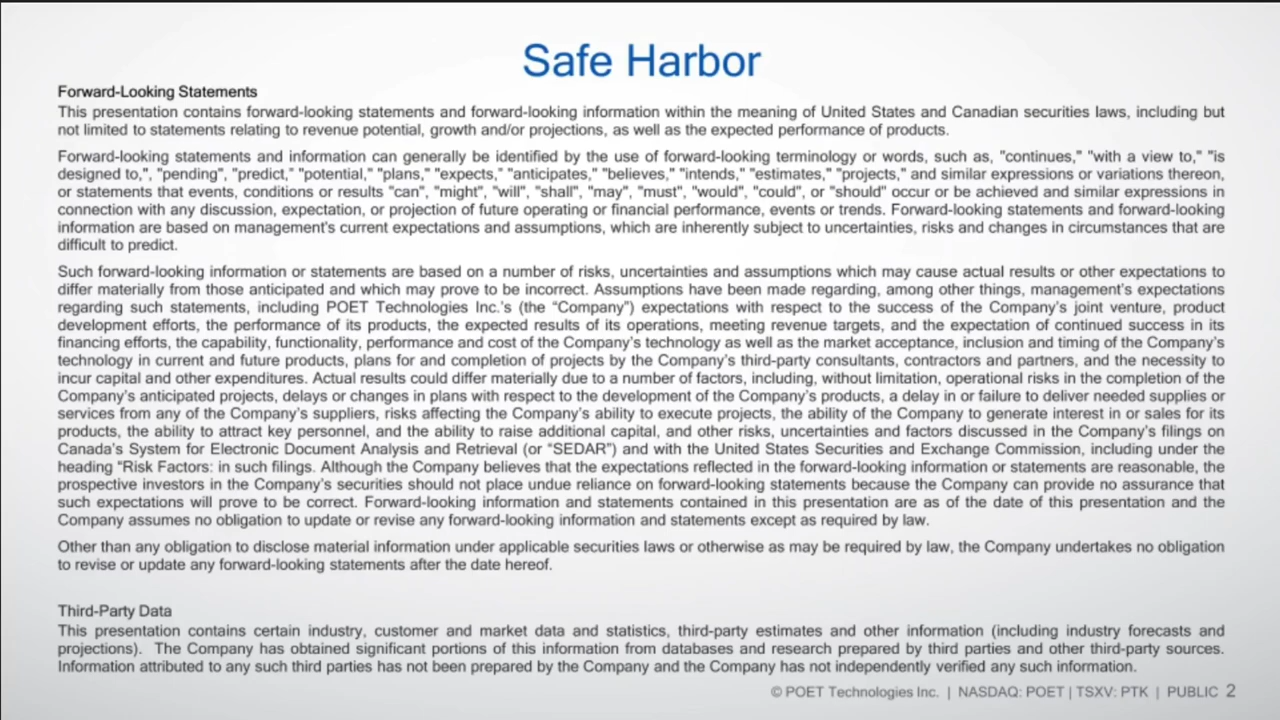 Safe Harbor
Forward-Looking Statements
This presentation contains forward-looking statements and forward-looking information within the meaning of United States and Canadian securities laws, including but
not limited to statements relating to revenue potential, growth and/or projections, as well as the expected performance of products.
Forward-looking statements and information can generally be identified by the use of forward-looking terminology or words, such as, "continues," "with a view to," "is
designed to,", "pending", "predict," "potential," "plans," "expects," "anticipates," "believes," "intends," "estimates," "projects," and similar expressions or variations thereon,
or statements that events, conditions or results "can", "might", "will", "shall", "may", "must", "would", "could", or "should" occur or be achieved and similar expressions in
connection with any discussion, expectation, or projection of future operating or financial performance, events or trends. Forward-looking statements and forward-looking
information are based on management's current expectations and assumptions, which are inherently subject to uncertainties, risks and changes in circumstances that are
difficult to predict.
Such forward-looking information or statements are based on a number of risks, uncertainties and assumptions which may cause actual results or other expectations to
differ materially from those anticipated and which may prove to be incorrect. Assumptions have been made regarding, among other things, management's expectations
regarding such statements, including POET Technologies Inc.'s (the “Company”) expectations with respect to the success of the Company's joint venture, product
development efforts, the performance of its products, the expected results of its operations, meeting revenue targets, and the expectation of continued success in its
financing efforts, the capability, functionality, performance and cost of the Company's technology as well as the market acceptance, inclusion and timing of the Company's
technology in current and future products, plans for and completion of projects by the Company's third-party consultants, contractors and partners, and the necessity to
incur capital and other expenditures. Actual results could differ materially due to a number of factors, including, without limitation, operational risks in the completion of the
Company's anticipated projects, delays or changes in plans with respect to the development of the Company's products, a delay in or failure to deliver needed supplies or
services from any of the Company's suppliers, risks affecting the Company's ability to execute projects, the ability of the Company to generate interest in or sales for its
products, the ability to attract key personnel, and the ability to raise additional capital, and other risks, uncertainties and factors discussed in the Company's filings on
Canada's System for Electronic Document Analysis and Retrieval (or “SEDAR”) and with the United States Securities and Exchange Commission, including under the
heading “Risk Factors: in such filings. Although the Company believes that the expectations reflected in the forward-looking information or statements are reasonable, the
prospective investors in the Company's securities should not place undue reliance on forward-looking statements because the Company can provide no assurance that
such expectations will prove to be correct. Forward-looking information and statements contained in this presentation are as of the date of this presentation and the
Company assumes no obligation to update or revise any forward-looking information and statements except as required by law.
Other than any obligation to disclose material information under applicable securities laws or otherwise as may be required by law, the Company undertakes no obligation
to revise or update any forward-looking statements after the date hereof.
Third-Party Data
This presentation contains certain industry, customer and market data and statistics, third-party estimates and other information (including industry forecasts and
projections). The Company has obtained significant portions of this information from databases and research prepared by third parties and other third-party sources.
Information attributed to any such third parties has not been prepared by the Company and the Company has not independently verified any such information.
© POET Technologies Inc. | NASDAQ: POET | TSXV: PTK | PUBLIC 2